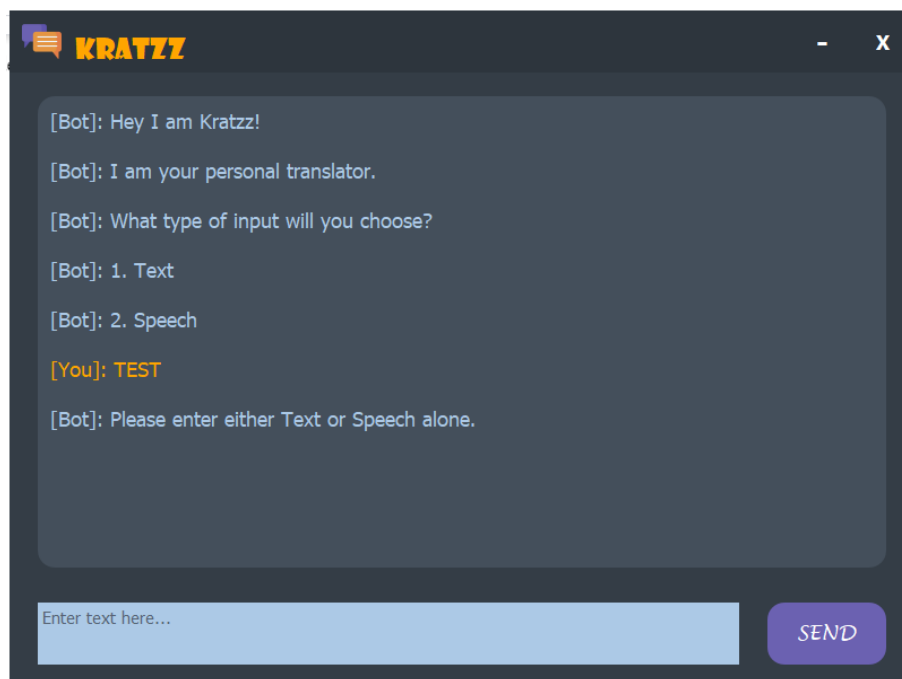 KRATZZ
- X
[Bot]: Hey I am Kratzz!
[Bot]: I am your personal translator.
[Bot]: What type of input will you choose?
[Bot]: 1. Text
[Bot]: 2. Speech
[You]: TEST
[Bot]: Please enter either Text or Speech alone.
Enter text here...
SEND